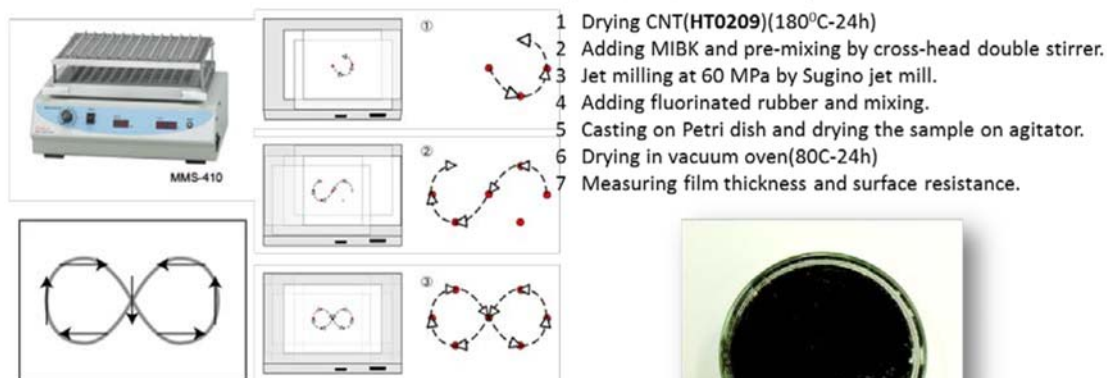 ①
②
③
MMS-410
1 Drying CNT(HT0209)(180⁰C-24h)
2 Adding MIBK and pre-mixing by cross-head double stirrer.
3 Jet milling at 60 MPa by Sugino jet mill.
4 Adding fluorinated rubber and mixing.
5 Casting on Petri dish and drying the sample on agitator.
6 Drying in vacuum oven(80C-24h)
7 Measuring film thickness and surface resistance.